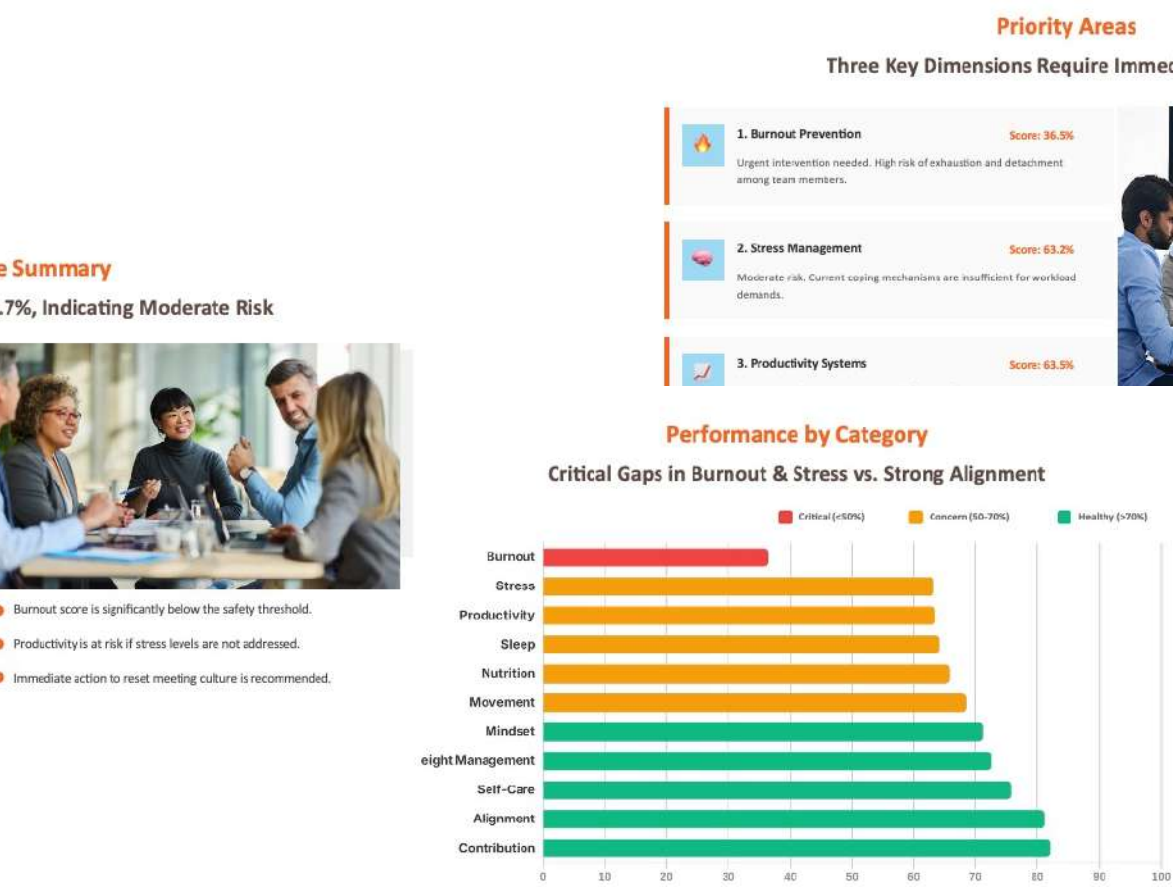 Priority Areas
Three Key Dimensions Require Immed
1. Burnout Prevention
Score: 36.5%
Urgent intervention needed. High risk of exhaustion and detachment
among team members.
2. Stress Management
Score: 63.2%
Moderate risk. Current coping mechanisms are insufficient for workload
demands.
3. Productivity Systems
Score: 63.5%
e Summary
.7%, Indicating Moderate Risk
Burnout score is significantly below the safety threshold.
Productivity is at risk if stress levels are not addressed.
Immediate action to reset meeting culture is recommended.
Performance by Category
Critical Gaps in Burnout & Stress vs. Strong Alignment
Critical (<50%) Concern (50-70%) Healthy (>70%)
Burnout
Stress
Productivity
Sleep
Nutrition
Movement
Mindset
eight Management
Self-Care
Alignment
Contribution
0 10 20 30 40 50 60 70 80 90 100